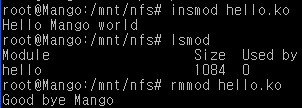 root@Mango:/mnt/nfs# insmod hello.ko
Hello Mango world
root@Mango:/mnt/nfs# lsmod
Module                  Size  Used by
hello                   1084  0
root@Mango:/mnt/nfs# rmmod hello.ko
Good bye Mango